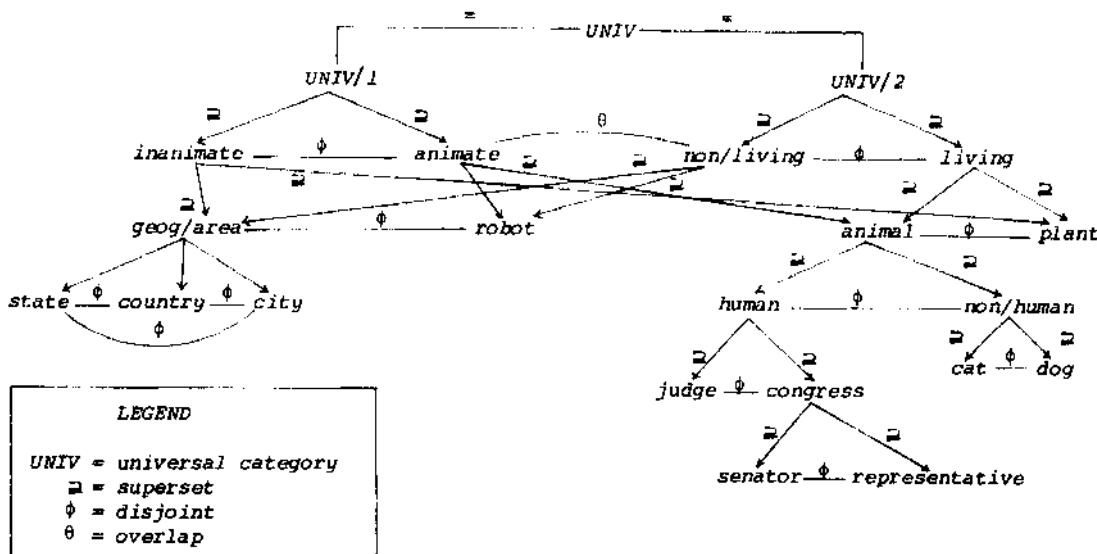 = =
UNIV
UNIV/1 UNIV/2
⊇ ⊇ θ ⊇ ⊇
inanimate ϕ animate non/living ϕ living
⊇ ⊇ ⊇ ⊇ ⊇ ⊇
⊇
geog/area ϕ robot animal ϕ plant
⊇ ⊇
state ϕ country ϕ city human ϕ non/human
ϕ
⊇ ⊇ ⊇ ⊇
judge ϕ congress cat ϕ dog
⊇ ⊇
senator ϕ representative
LEGEND
UNIV = universal category
⊇ = superset
ϕ = disjoint
θ = overlap